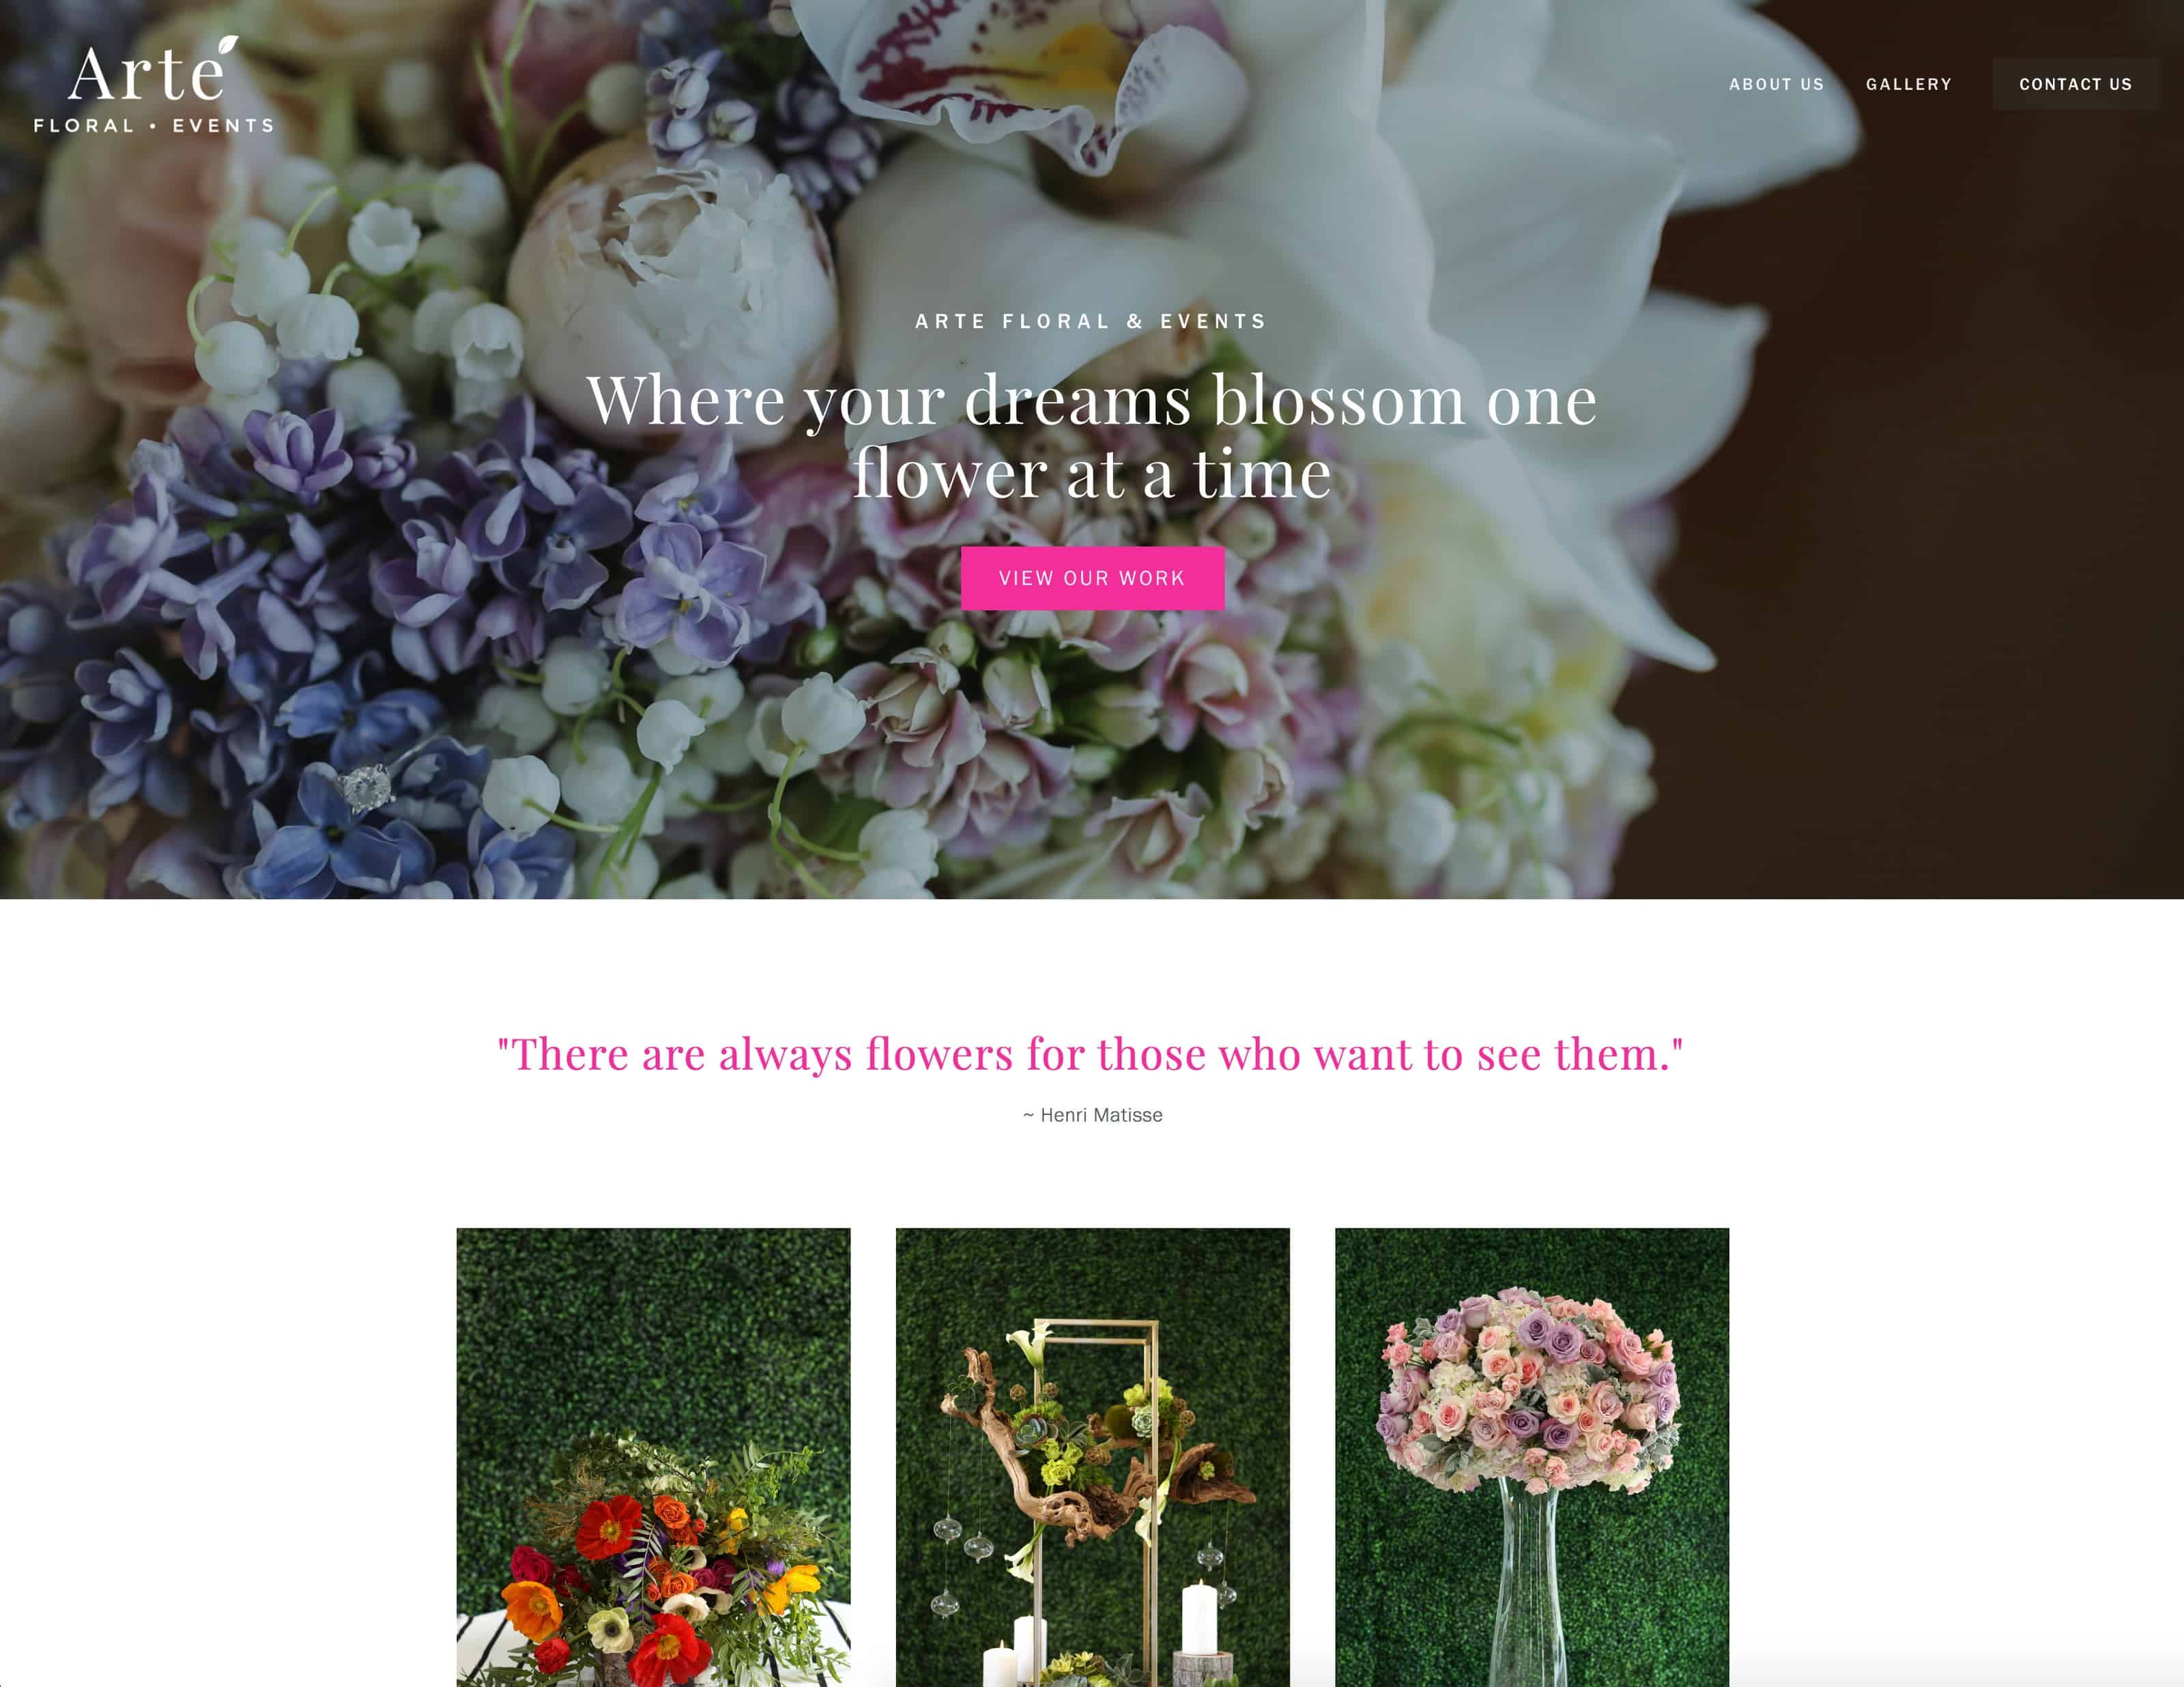 Arte
FLORAL • EVENTS
ABOUT US
GALLERY
CONTACT US
ARTE FLORAL & EVENTS
Where your dreams blossom one
flower at a time
VIEW OUR WORK
"There are always flowers for those who want to see them."
~ Henri Matisse